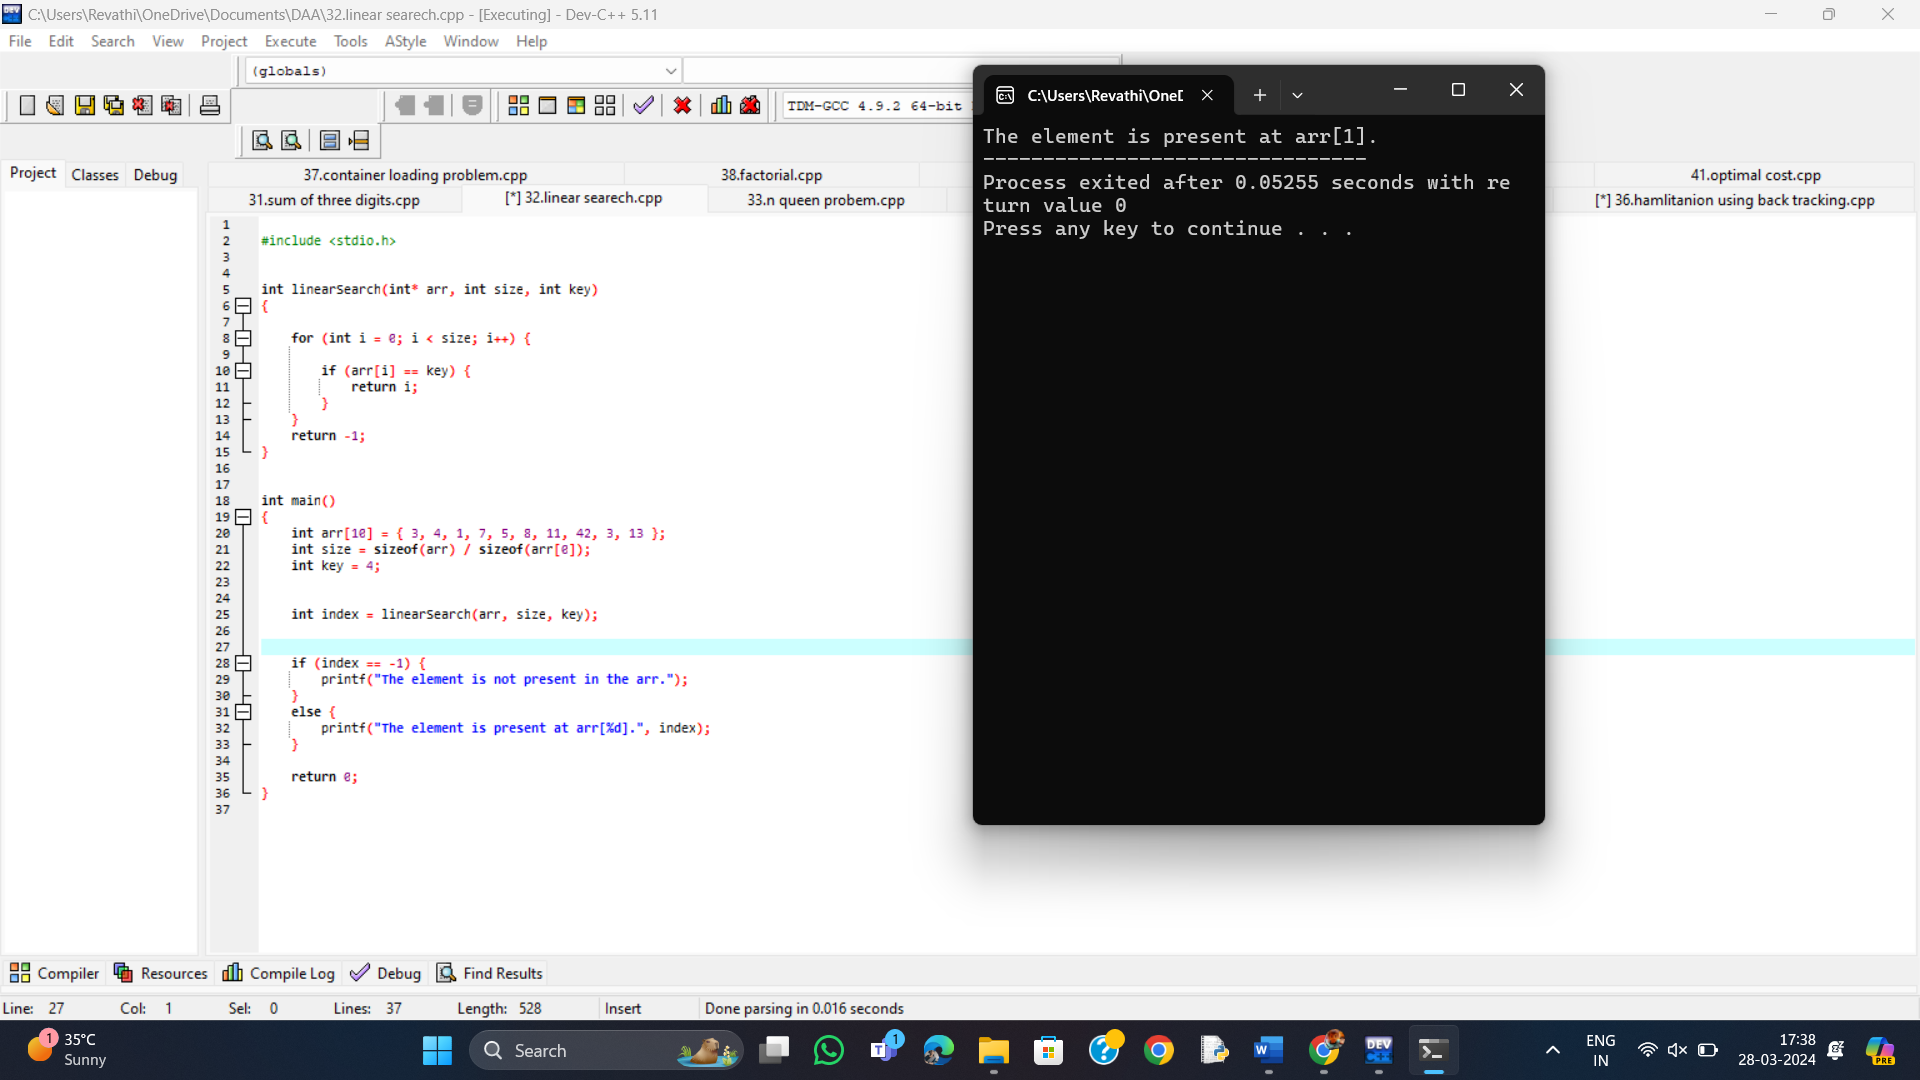 C:\Users\Revathi\OneDrive\Documents\DAA\32.linear searech.cpp - [Executing] - Dev-C++ 5.11
File Edit Search View Project Execute Tools AStyle Window Help
(globals)
TDM-GCC 4.9.2 64-bit
Project Classes Debug
37.container loading problem.cpp 38.factorial.cpp 41.optimal cost.cpp
31.sum of three digits.cpp [*] 32.linear searech.cpp 33.n queen probem.cpp [*] 36.hamlitanion using back tracking.cpp
1
2 #include <stdio.h>
3
4
5 int linearSearch(int* arr, int size, int key)
6 {
7
8 for (int i = 0; i < size; i++) {
9
10 if (arr[i] == key) {
11 return i;
12 }
13 }
14 return -1;
15 }
16
17
18 int main()
19 {
20 int arr[10] = { 3, 4, 1, 7, 5, 8, 11, 42, 3, 13 };
21 int size = sizeof(arr) / sizeof(arr[0]);
22 int key = 4;
23
24
25 int index = linearSearch(arr, size, key);
26
27
28 if (index == -1) {
29 printf("The element is not present in the arr.");
30 }
31 else {
32 printf("The element is present at arr[%d].", index);
33 }
34
35 return 0;
36 }
37
C:\Users\Revathi\OneD
The element is present at arr[1].
--------------------------------
Process exited after 0.05255 seconds with re
turn value 0
Press any key to continue . . .
Compiler Resources Compile Log Debug Find Results
Line: 27 Col: 1 Sel: 0 Lines: 37 Length: 528 Insert Done parsing in 0.016 seconds
1
35°C
Sunny
Search
1
ENG
IN
17:38
28-03-2024
PRE